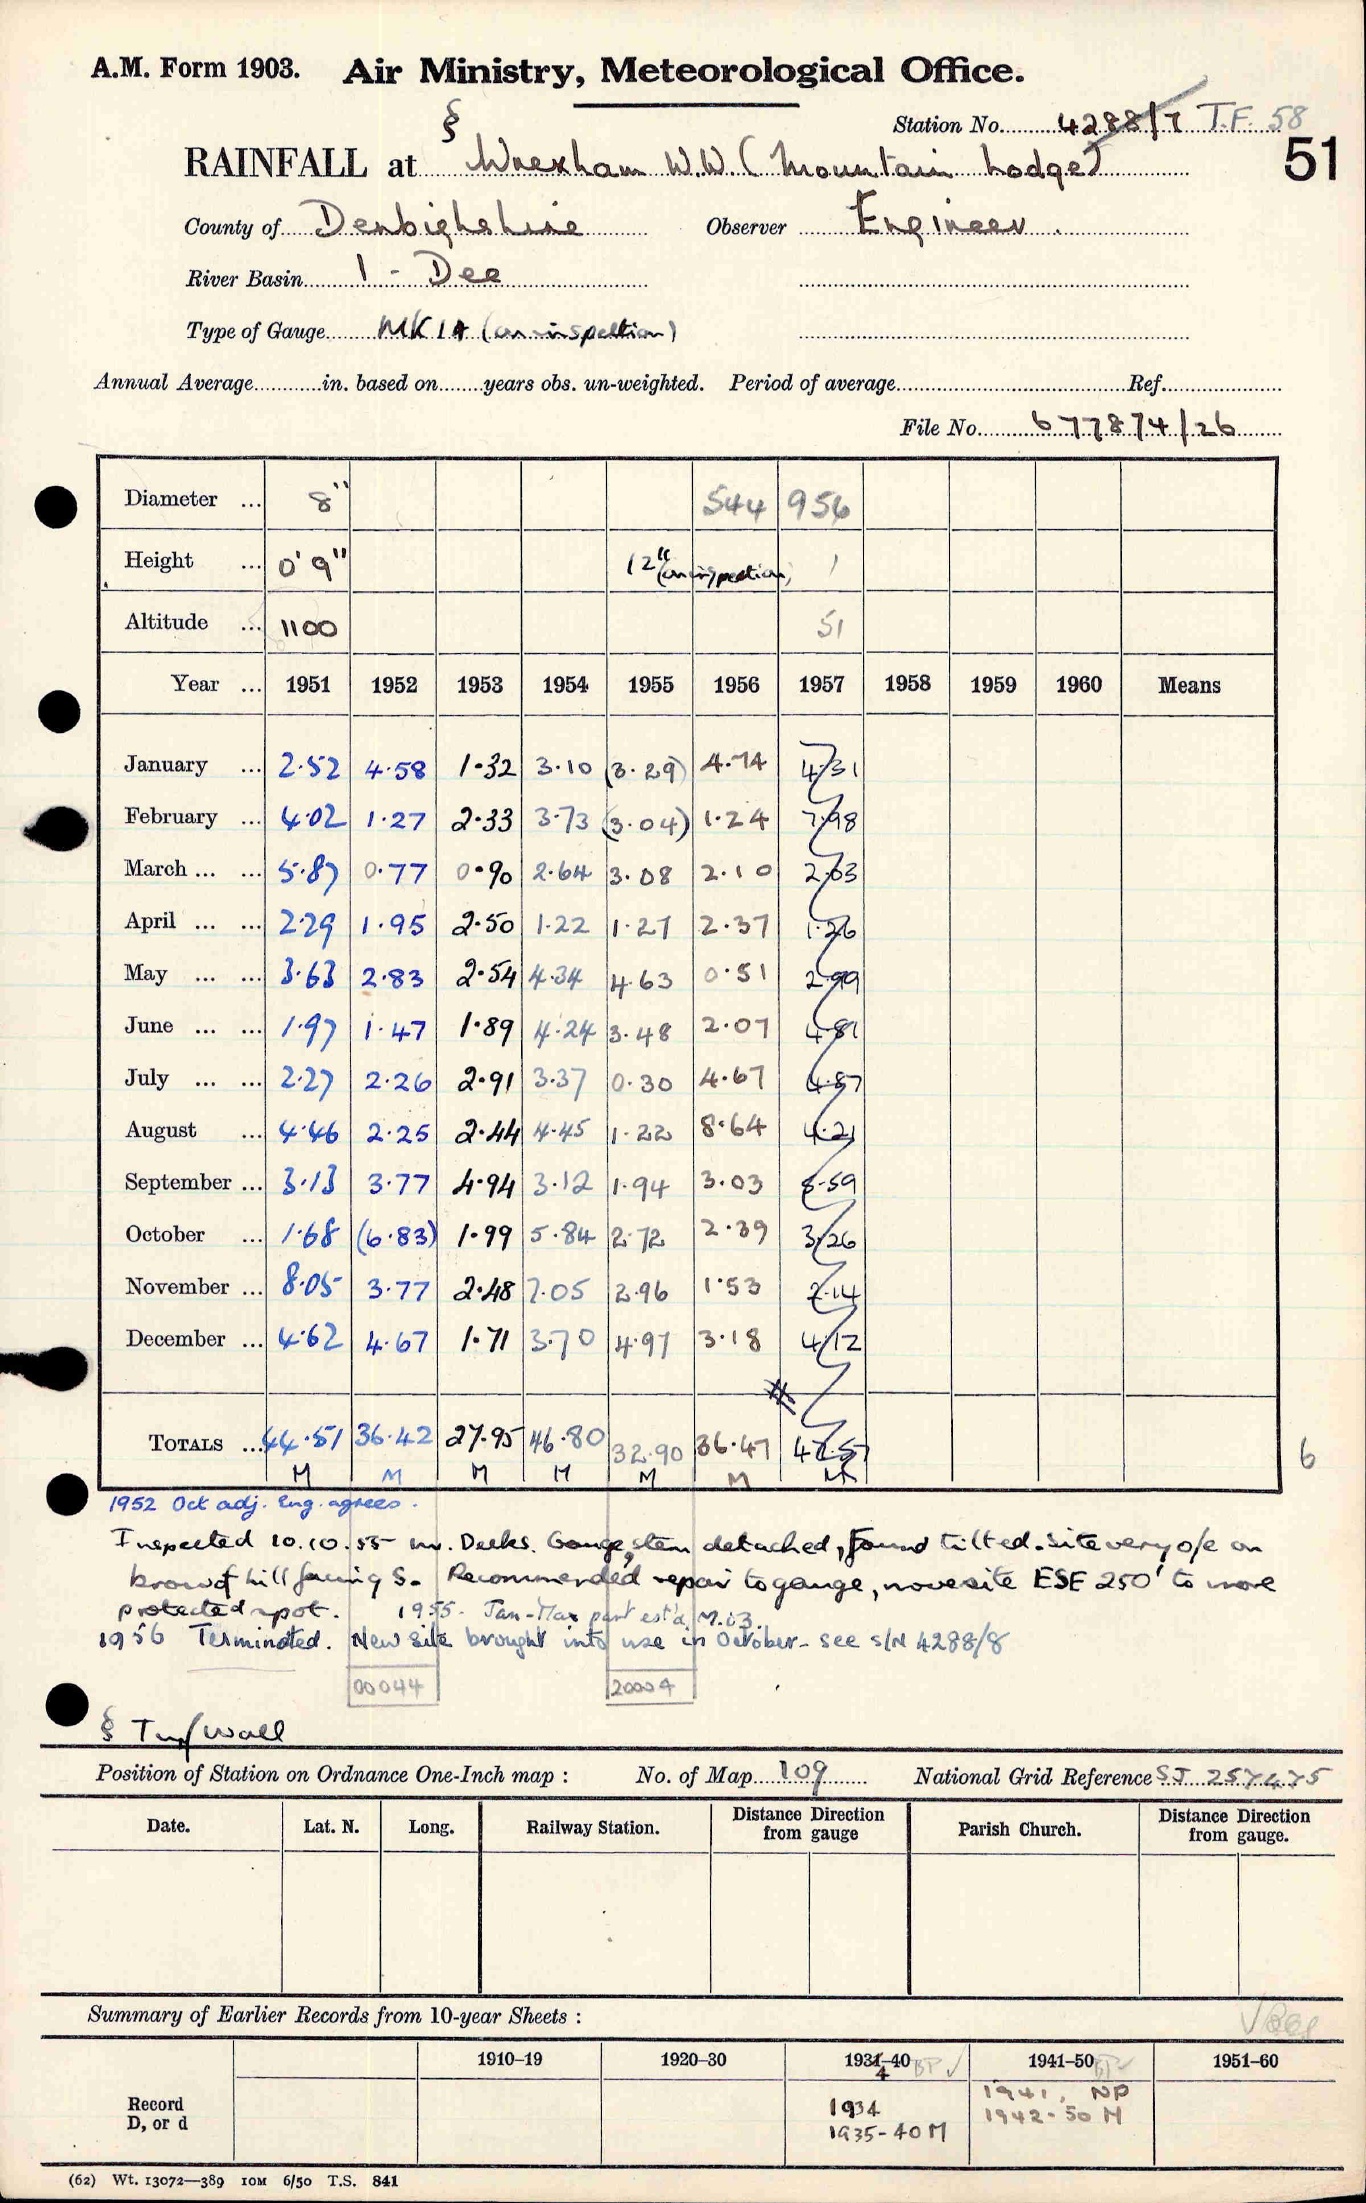 A.M. Form 1903. Air Ministry, Meteorological Office.
Station No. 4288/7 T.F. 58
51
§
RAINFALL at Wrexham W.W. (Mountain Lodge)
County of Denbighshire Observer Engineer.
River Basin 1 - Dee
Type of Gauge MK1A (on inspection)
Annual Average in. based on years obs. un-weighted. Period of average Ref.
File No. 677874/26
Diameter ... 8" 544 956
Height ... 0' 9" 12" (on inspection) 1
Altitude ... 1100 51
Year ... 1951 1952 1953 1954 1955 1956 1957 1958 1959 1960 Means
January ... 2.52 4.58 1.32 3.10 (3.29) 4.74 4.31
February ... 4.02 1.27 2.33 3.73 (3.04) 1.24 7.98
March ... ... 5.87 0.77 0.90 2.64 3.08 2.10 2.03
April ... ... 2.29 1.95 2.50 1.22 1.27 2.37 1.26
May ... ... 3.63 2.83 2.54 4.34 4.63 0.51 2.99
June ... ... 1.97 1.47 1.89 4.24 3.48 2.07 4.81
July ... ... 2.27 2.26 2.91 3.37 0.30 4.67 4.87
August ... 4.46 2.25 2.44 4.45 1.22 8.64 4.21
September ... 3.13 3.77 4.94 3.12 1.94 3.03 5.59
October ... 1.68 (6.83) 1.99 5.84 2.72 2.39 3.26
November ... 8.05 3.77 2.48 7.05 2.96 1.53 2.14
December ... 4.62 4.67 1.71 3.70 4.97 3.18 4.12
TOTALS ... 44.51 36.42 27.95 46.80 32.90 36.47 47.57 6
M M M M M M M
1952 Oct adj. Eng. agrees.
Inspected 10.10.55 Mr. Deeks. Gauge, stem detached, found tilted. Site very o/e on
brow of hill facing S. Recommended repair to gauge, move site ESE 250' to more
protected spot. 1955. Jan-Mar part est'd, M.i3.
1956 Terminated. New Site brought into use in October - see s/N 4288/8
00044 20004
§ Turf Wall
Position of Station on Ordnance One-Inch map : No. of Map 109 National Grid Reference SJ 257475
Date. Lat. N. Long. Railway Station. Distance Direction from gauge Parish Church. Distance Direction from gauge.
Summary of Earlier Records from 10-year Sheets :
1910–19 1920–30 1931–40 1941–50 1951–60
4 BP ✓ BP ✓
Record
D, or d
1934
1935-40 M
1941, NP
1942-50 M
(62) Wt. 13072—389 10M 6/50 T.S. 841